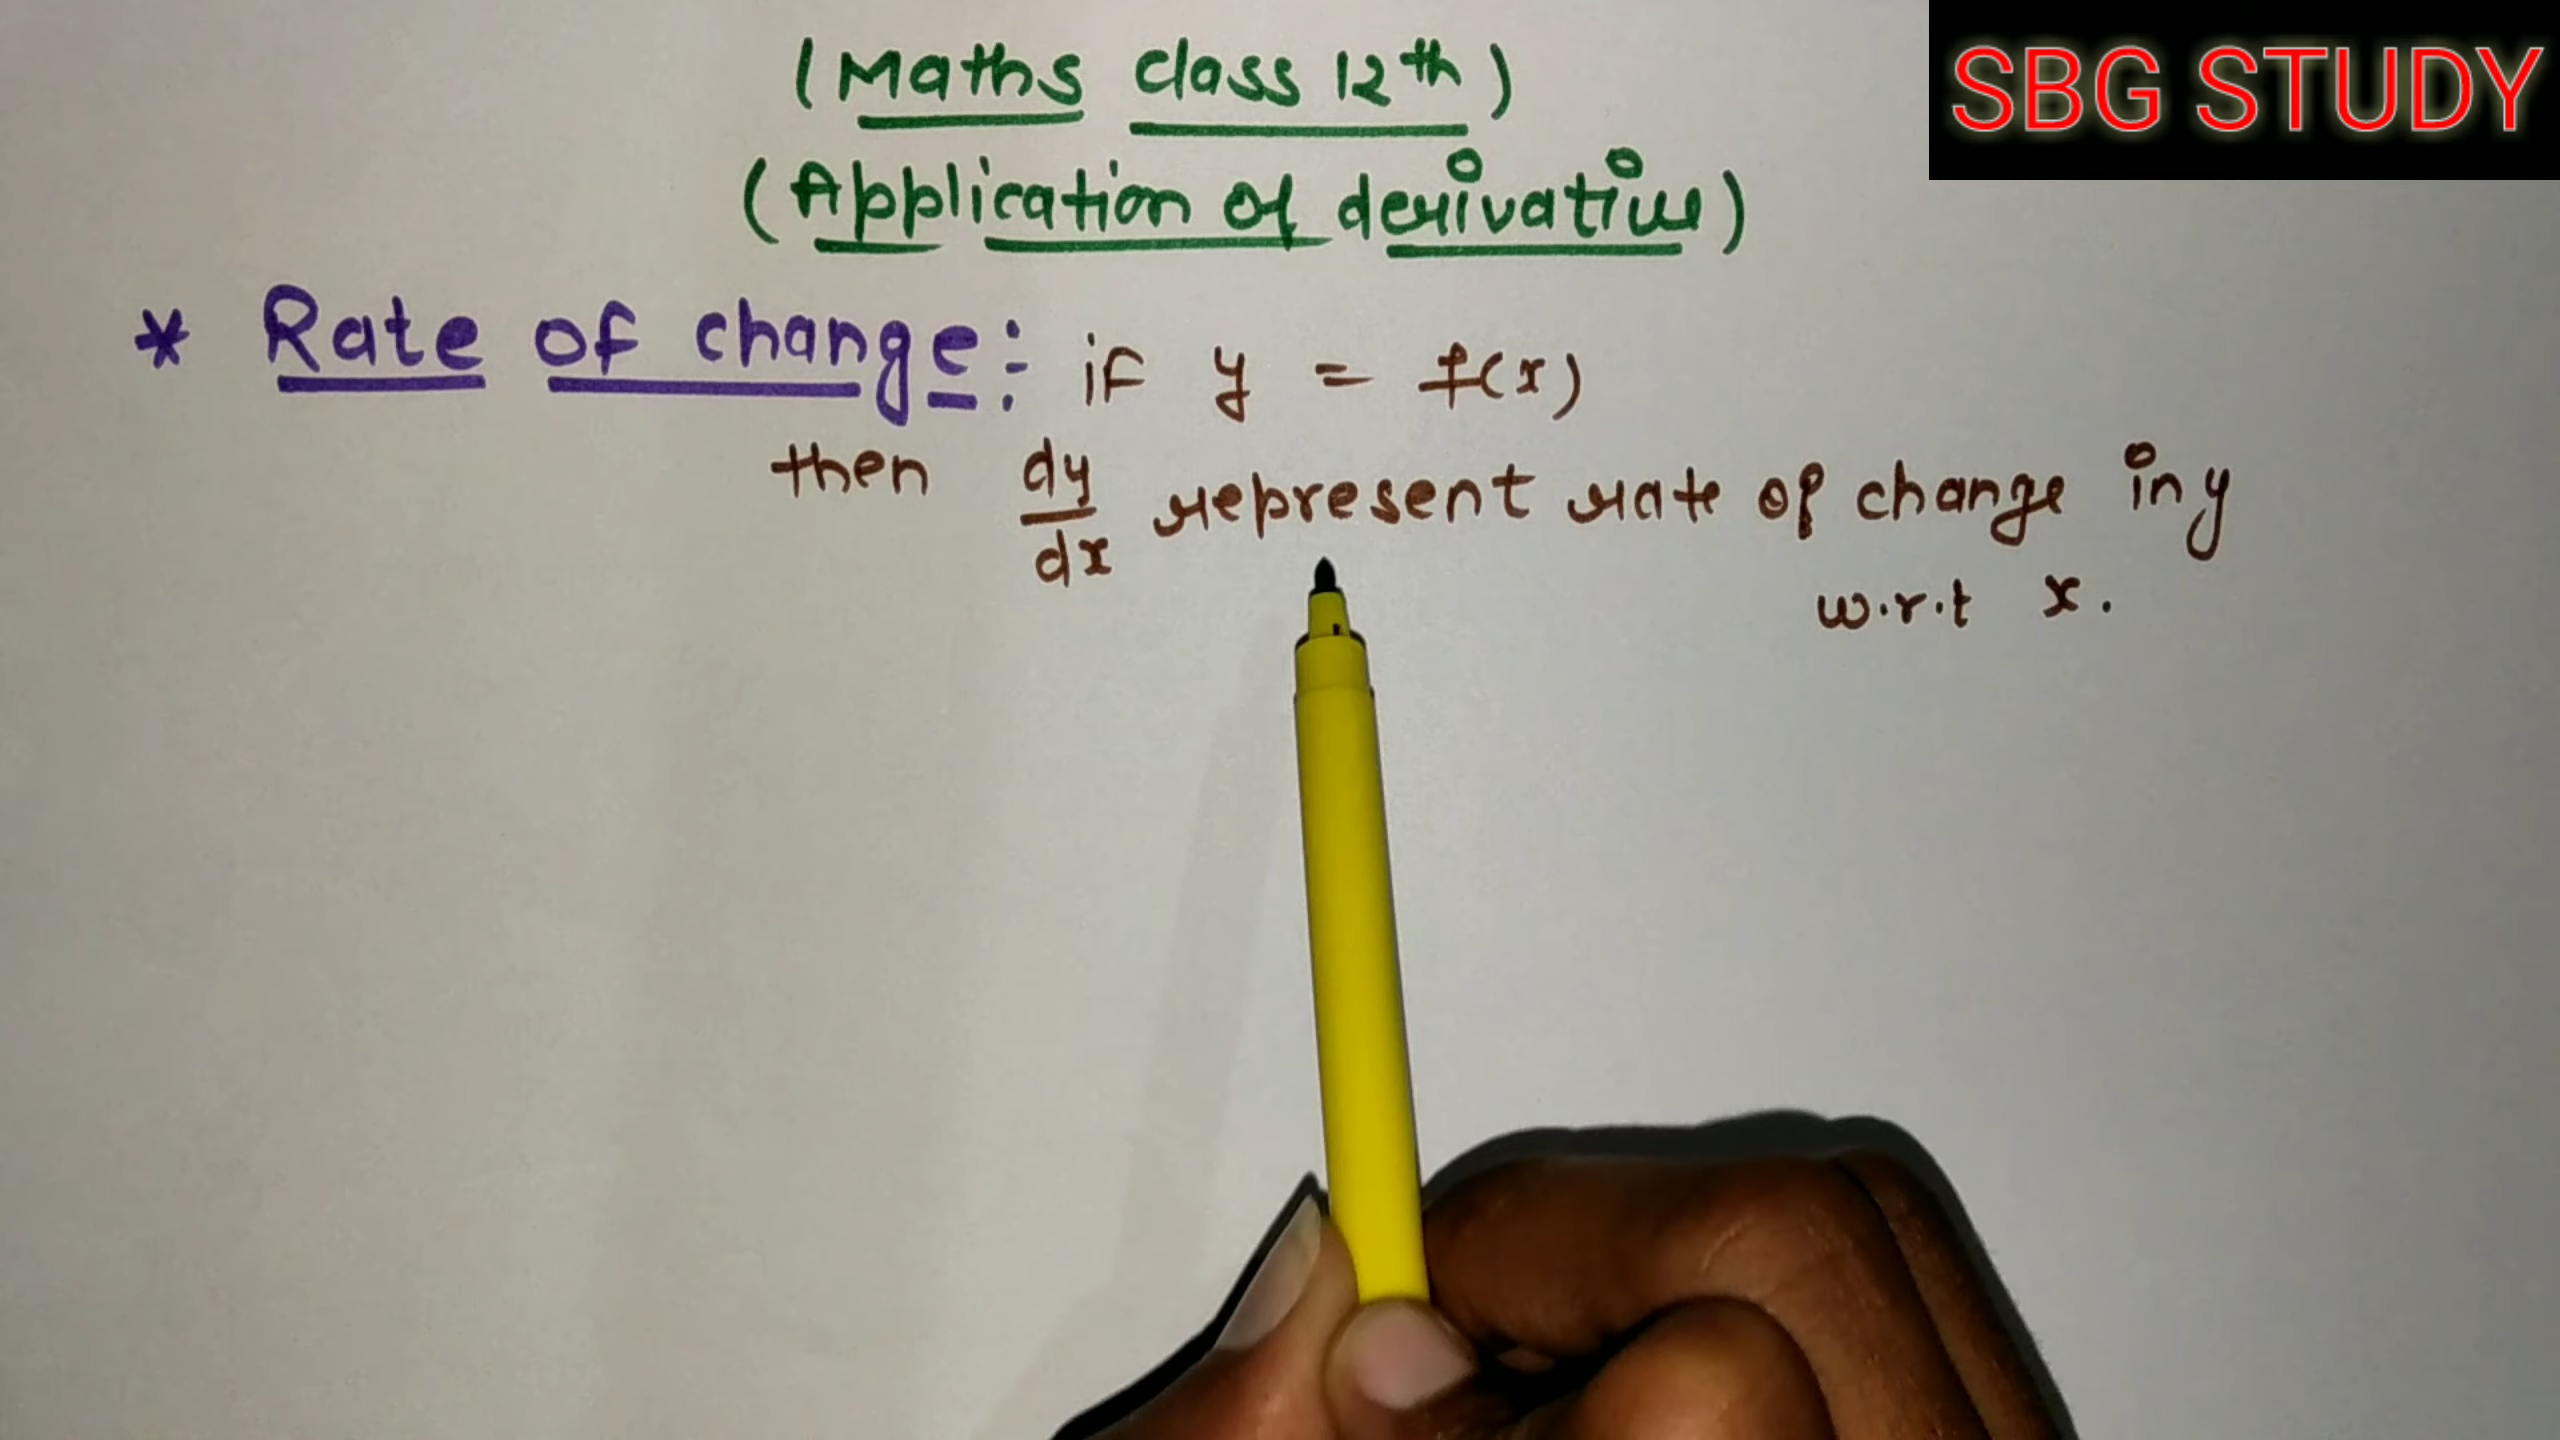 SBG STUDY
(Maths class 12th)
(Application of derivative)
* Rate of change:- if y = f(x)
then dy/dx represent rate of change in y
w.r.t x.